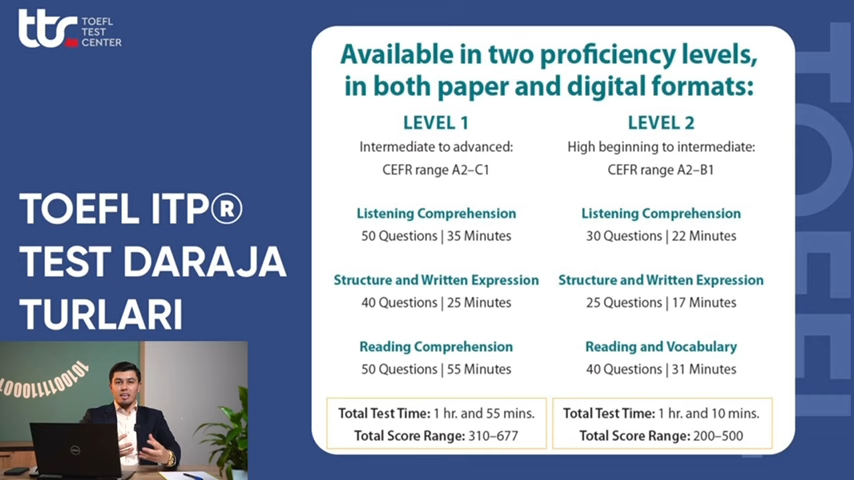 ttc.
TOEFL
TEST
CENTER
TOEFL ITP®
TEST DARAJA
TURLARI
Available in two proficiency levels,
in both paper and digital formats:
LEVEL 1
Intermediate to advanced:
CEFR range A2–C1
Listening Comprehension
50 Questions | 35 Minutes
Structure and Written Expression
40 Questions | 25 Minutes
Reading Comprehension
50 Questions | 55 Minutes
Total Test Time: 1 hr. and 55 mins.
Total Score Range: 310–677
LEVEL 2
High beginning to intermediate:
CEFR range A2–B1
Listening Comprehension
30 Questions | 22 Minutes
Structure and Written Expression
25 Questions | 17 Minutes
Reading and Vocabulary
40 Questions | 31 Minutes
Total Test Time: 1 hr. and 10 mins.
Total Score Range: 200–500
TOEFL
DELL